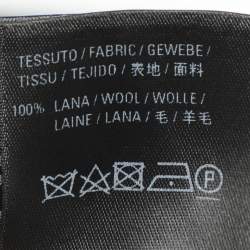 TESSUTO / FABRIC / GEWEBE /
TISSU / TEJIDO / 表地 / 面料
100% LANA / WOOL / WOLLE /
LAINE / LANA / 毛 / 羊毛
P